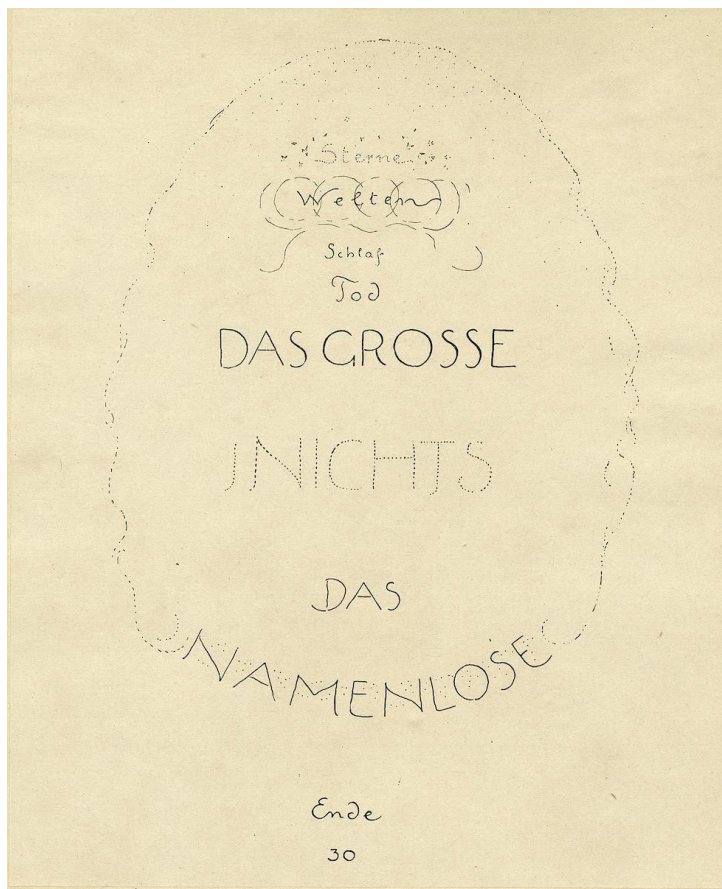 Sterne
Welten
Schlaf
Tod
DAS GROSSE
NICHTS
DAS
NAMENLOSE
Ende
30